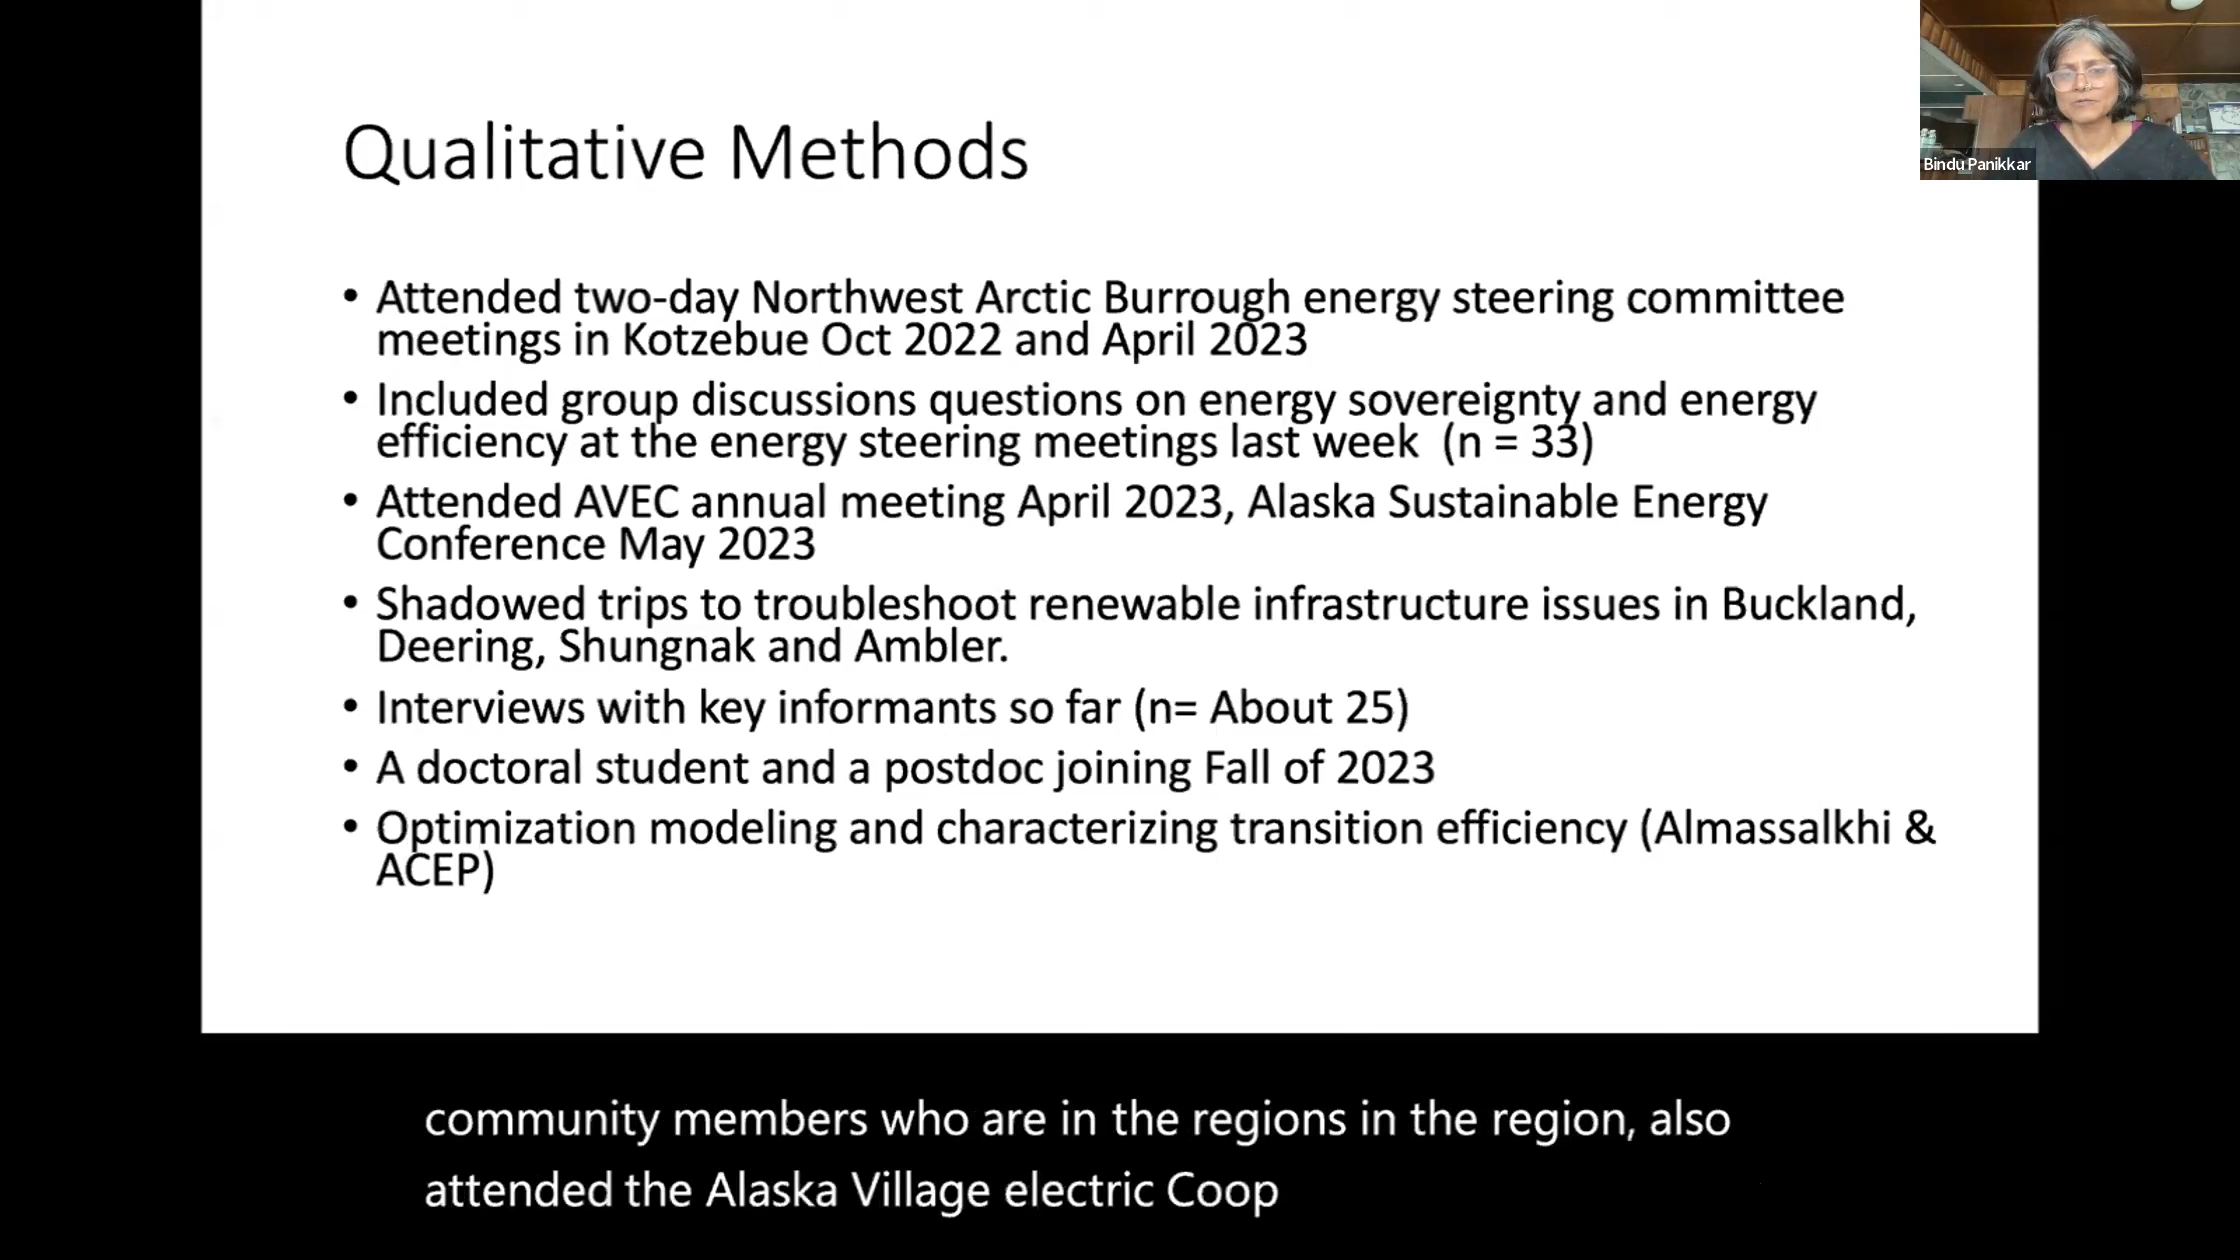 Bindu Panikkar
Qualitative Methods
• Attended two-day Northwest Arctic Burrough energy steering committee
meetings in Kotzebue Oct 2022 and April 2023
• Included group discussions questions on energy sovereignty and energy
efficiency at the energy steering meetings last week (n = 33)
• Attended AVEC annual meeting April 2023, Alaska Sustainable Energy
Conference May 2023
• Shadowed trips to troubleshoot renewable infrastructure issues in Buckland,
Deering, Shungnak and Ambler.
• Interviews with key informants so far (n= About 25)
• A doctoral student and a postdoc joining Fall of 2023
• Optimization modeling and characterizing transition efficiency (Almassalkhi &
ACEP)
community members who are in the regions in the region, also
attended the Alaska Village electric Coop